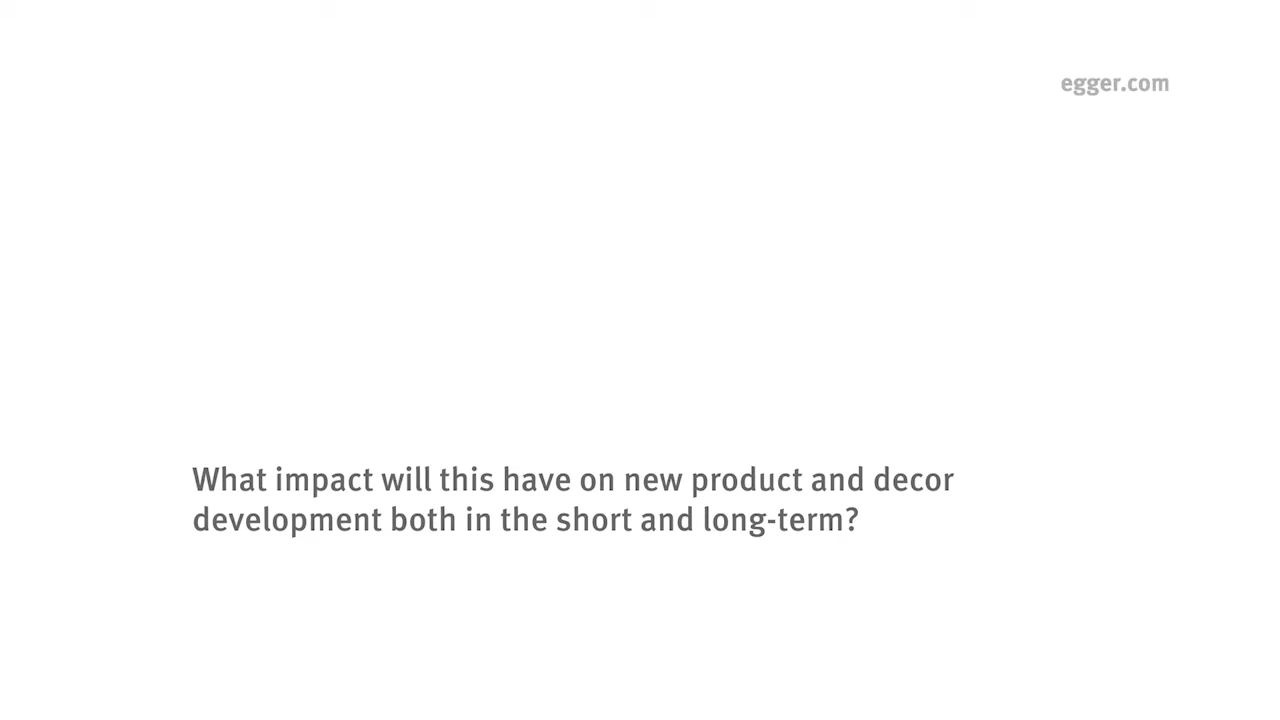 egger.com
What impact will this have on new product and decor
development both in the short and long-term?